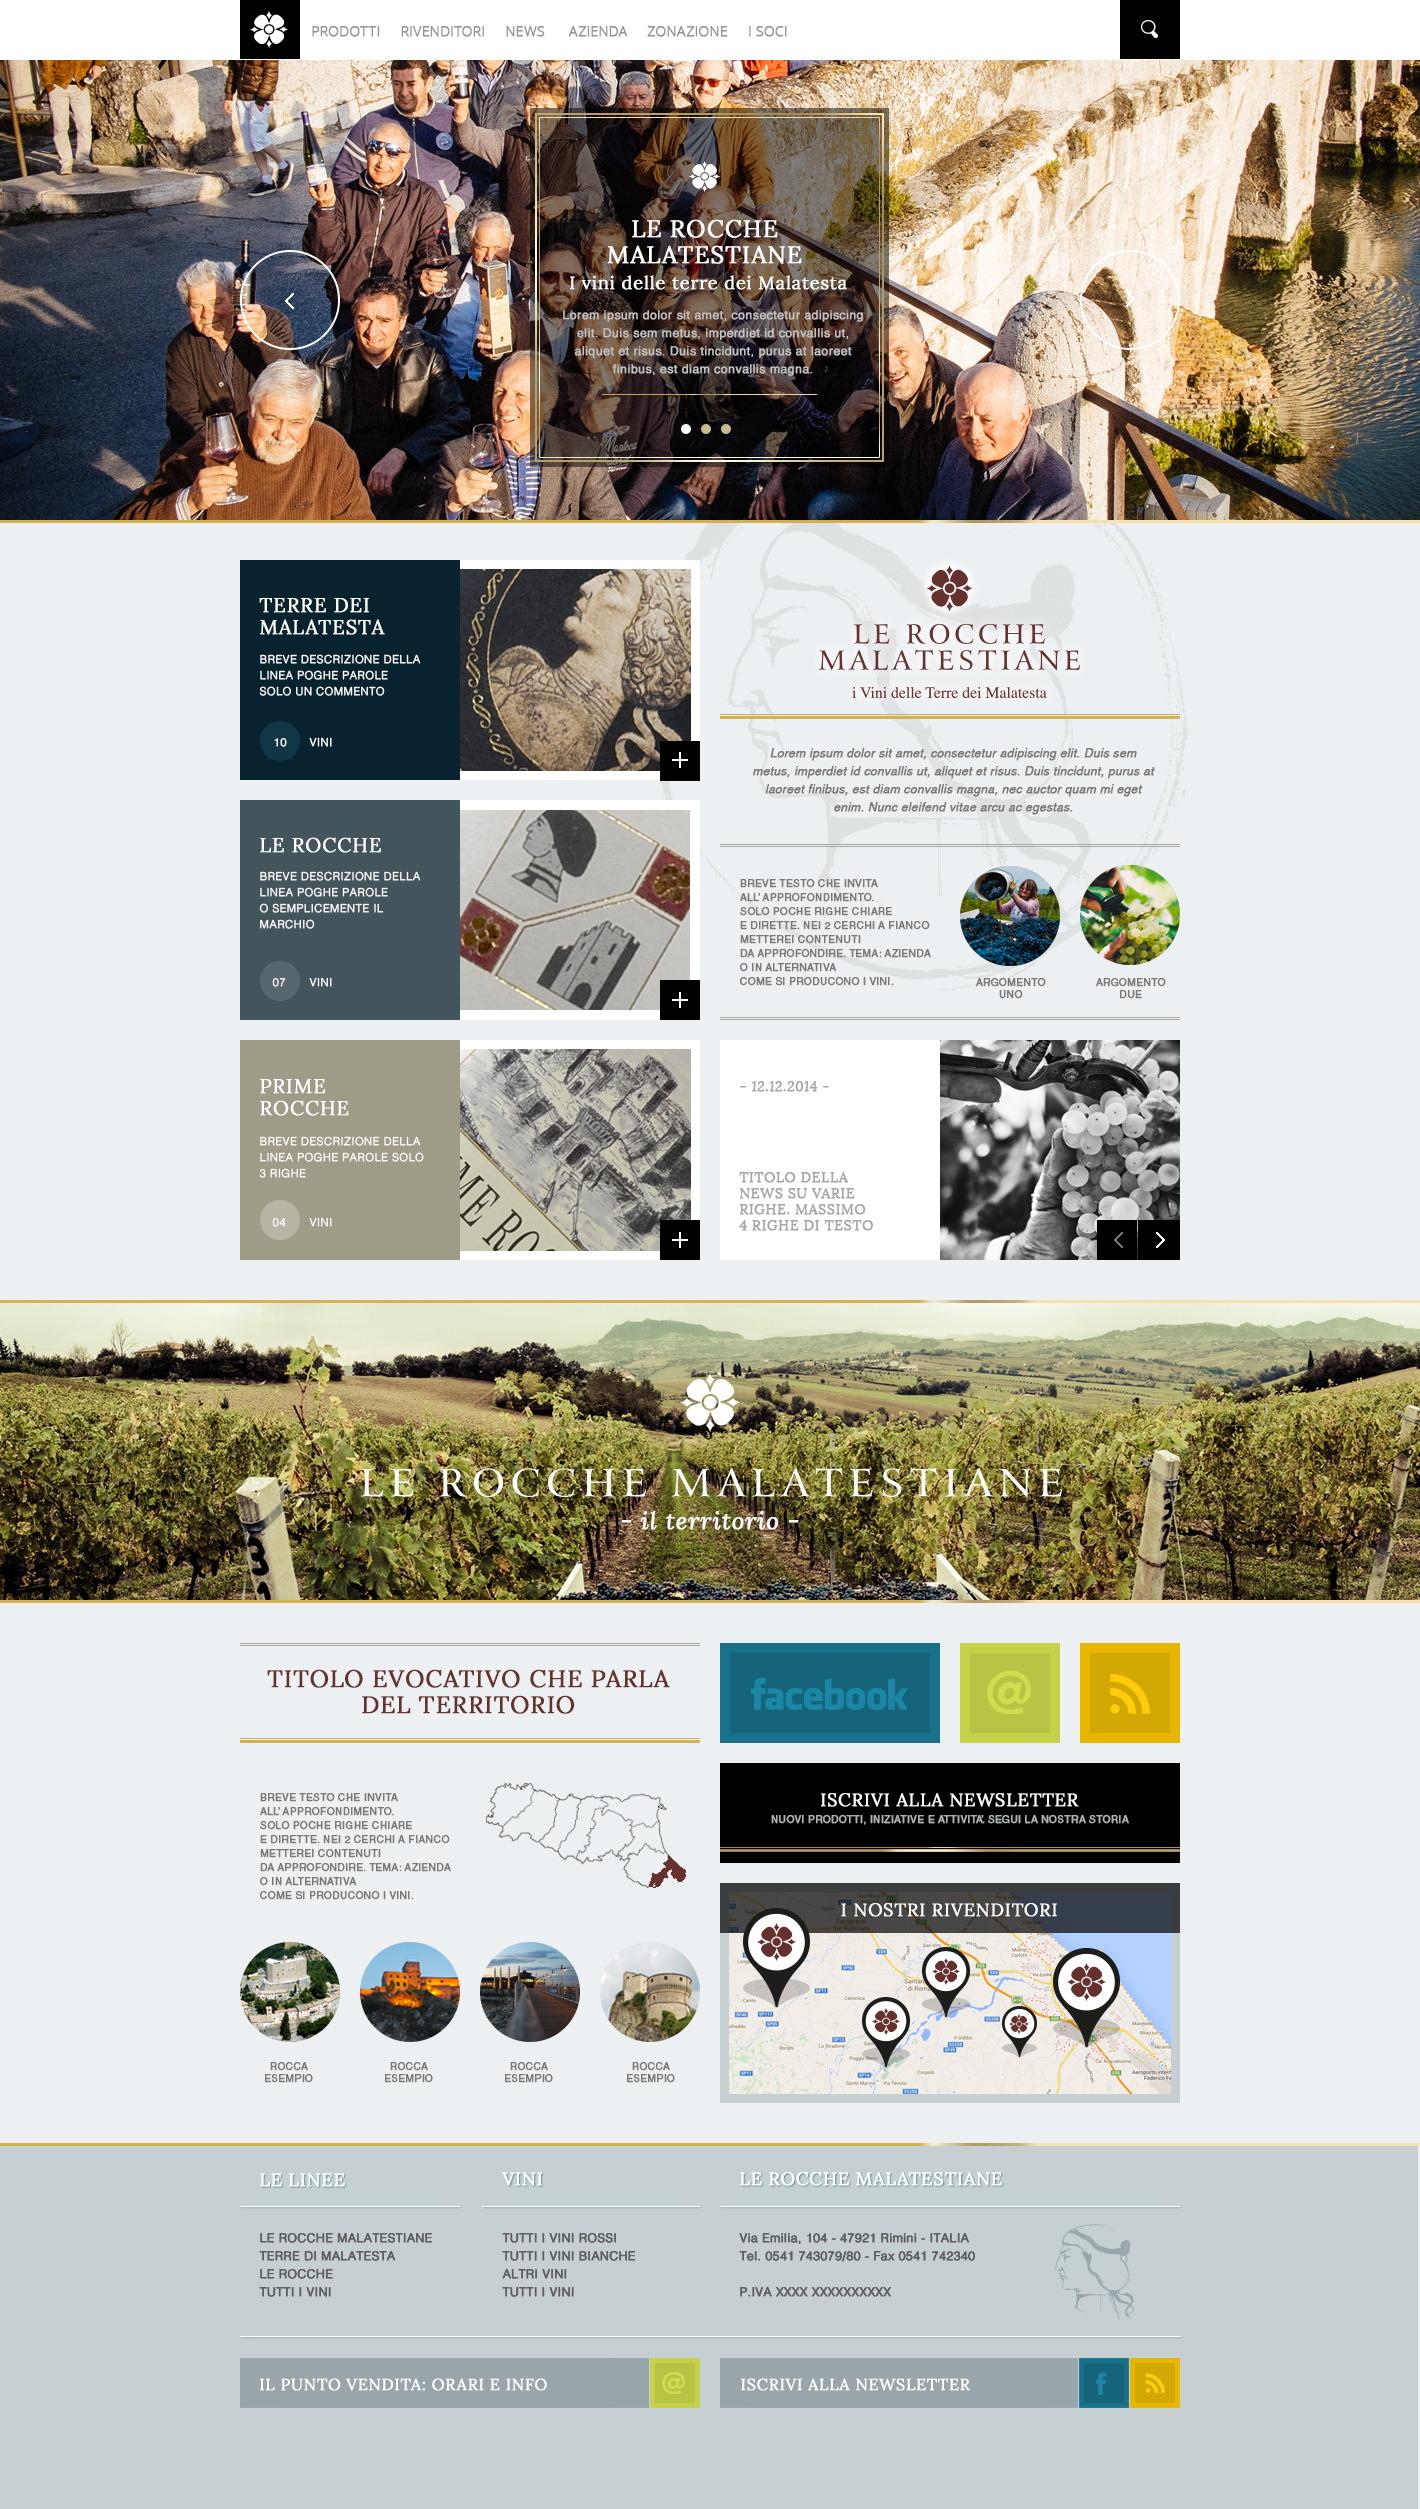 PRODOTTI RIVENDITORI NEWS AZIENDA ZONAZIONE I SOCI
LE ROCCHE
MALATESTIANE
I vini delle terre dei Malatesta
Lorem ipsum dolor sit amet, consectetur adipiscing
elit. Duis sem metus, imperdiet id convallis ut,
aliquet et risus. Duis tincidunt, purus at laoreet
finibus, est diam convallis magna.
TERRE DEI
MALATESTA
BREVE DESCRIZIONE DELLA
LINEA POGHE PAROLE
SOLO UN COMMENTO
10 VINI
LE ROCCHE
BREVE DESCRIZIONE DELLA
LINEA POGHE PAROLE
O SEMPLICEMENTE IL
MARCHIO
07 VINI
PRIME
ROCCHE
BREVE DESCRIZIONE DELLA
LINEA POGHE PAROLE SOLO
3 RIGHE
04 VINI
LE ROCCHE
MALATESTIANE
i Vini delle Terre dei Malatesta
Lorem ipsum dolor sit amet, consectetur adipiscing elit. Duis sem
metus, imperdiet id convallis ut, aliquet et risus. Duis tincidunt, purus at
laoreet finibus, est diam convallis magna, nec auctor quam mi eget
enim. Nunc eleifend vitae arcu ac egestas.
BREVE TESTO CHE INVITA
ALL' APPROFONDIMENTO.
SOLO POCHE RIGHE CHIARE
E DIRETTE. NEI 2 CERCHI A FIANCO
METTEREI CONTENUTI
DA APPROFONDIRE. TEMA: AZIENDA
O IN ALTERNATIVA
COME SI PRODUCONO I VINI.
ARGOMENTO
UNO
ARGOMENTO
DUE
- 12.12.2014 -
TITOLO DELLA
NEWS SU VARIE
RIGHE. MASSIMO
4 RIGHE DI TESTO
LE ROCCHE MALATESTIANE
- il territorio -
TITOLO EVOCATIVO CHE PARLA
DEL TERRITORIO
BREVE TESTO CHE INVITA
ALL' APPROFONDIMENTO.
SOLO POCHE RIGHE CHIARE
E DIRETTE. NEI 2 CERCHI A FIANCO
METTEREI CONTENUTI
DA APPROFONDIRE. TEMA: AZIENDA
O IN ALTERNATIVA
COME SI PRODUCONO I VINI.
ROCCA
ESEMPIO
ROCCA
ESEMPIO
ROCCA
ESEMPIO
ROCCA
ESEMPIO
facebook
@
ISCRIVI ALLA NEWSLETTER
NUOVI PRODOTTI, INIZIATIVE E ATTIVITA'. SEGUI LA NOSTRA STORIA
I NOSTRI RIVENDITORI
LE LINEE
LE ROCCHE MALATESTIANE
TERRE DI MALATESTA
LE ROCCHE
TUTTI I VINI
VINI
TUTTI I VINI ROSSI
TUTTI I VINI BIANCHE
ALTRI VINI
TUTTI I VINI
LE ROCCHE MALATESTIANE
Via Emilia, 104 - 47921 Rimini - ITALIA
Tel. 0541 743079/80 - Fax 0541 742340
P.IVA XXXX XXXXXXXXXX
IL PUNTO VENDITA: ORARI E INFO
@
ISCRIVI ALLA NEWSLETTER
f